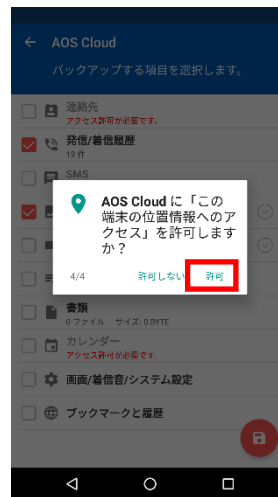 AOS Cloud
バックアップする項目を選択します。
連絡先
アクセス許可が必要です。
発信/着信履歴
19 件
SMS
AOS Cloud に「この
端末の位置情報へのア
クセス」を許可します
か？
4/4
許可しない
許可
書類
0 ファイル サイズ: 0 BYTE
カレンダー
アクセス許可が必要です。
画面/着信音/システム設定
ブックマークと履歴